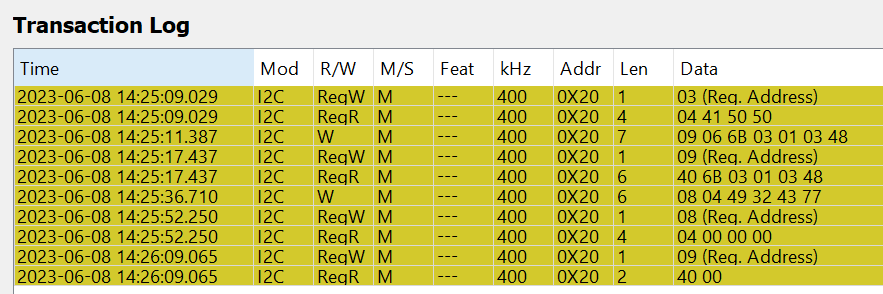 Transaction Log
Time Mod R/W M/S Feat kHz Addr Len Data
2023-06-08 14:25:09.029 I2C RegW M --- 400 0X20 1 03 (Reg. Address)
2023-06-08 14:25:09.029 I2C RegR M --- 400 0X20 4 04 41 50 50
2023-06-08 14:25:11.387 I2C W M --- 400 0X20 7 09 06 6B 03 01 03 48
2023-06-08 14:25:17.437 I2C RegW M --- 400 0X20 1 09 (Reg. Address)
2023-06-08 14:25:17.437 I2C RegR M --- 400 0X20 6 40 6B 03 01 03 48
2023-06-08 14:25:36.710 I2C W M --- 400 0X20 6 08 04 49 32 43 77
2023-06-08 14:25:52.250 I2C RegW M --- 400 0X20 1 08 (Reg. Address)
2023-06-08 14:25:52.250 I2C RegR M --- 400 0X20 4 04 00 00 00
2023-06-08 14:26:09.065 I2C RegW M --- 400 0X20 1 09 (Reg. Address)
2023-06-08 14:26:09.065 I2C RegR M --- 400 0X20 2 40 00